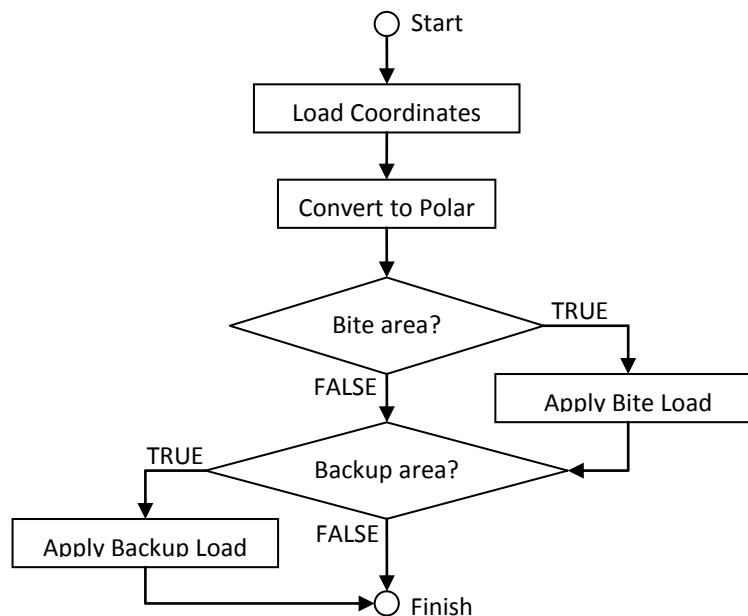 Start
Load Coordinates
Convert to Polar
Bite area?
TRUE
FALSE
Apply Bite Load
Backup area?
TRUE
FALSE
Apply Backup Load
Finish